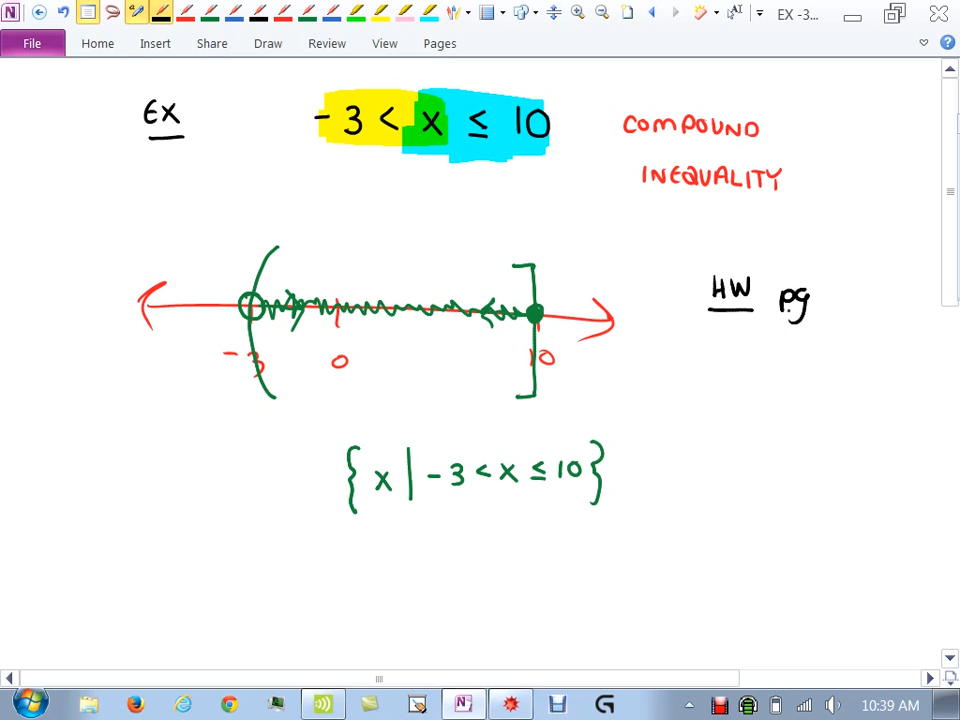 EX -3...
File Home Insert Share Draw Review View Pages
EX -3 < x ≤ 10 COMPOUND
INEQUALITY
HW pg
-3 0 10
{ x | -3 < x ≤ 10 }
10:39 AM